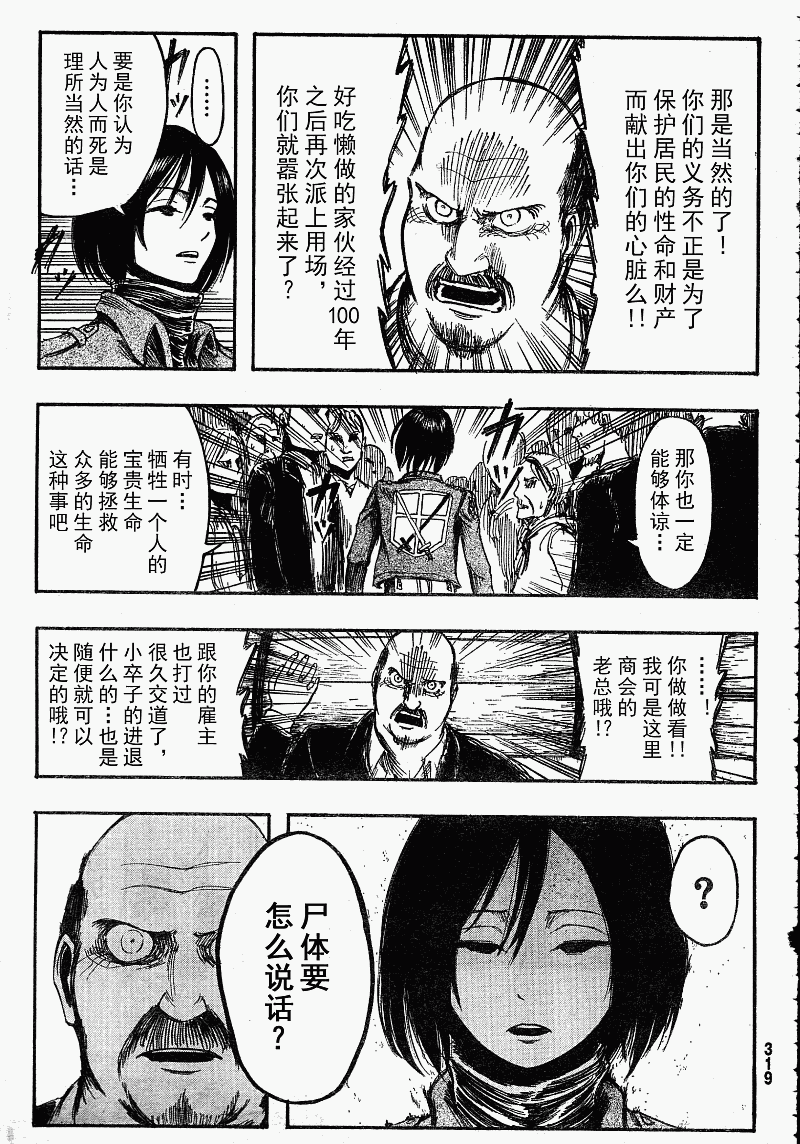 那是当然的了！
你们的义务不正是为了
保护居民的性命和财产
而献出你们的心脏么!!
好吃懒做的家伙经过100年
之后再次派上用场，
你们就嚣张起来了？
……
要是你认为
人为人而死是
理所当然的话…
那你也一定
能够体谅…
有时…
牺牲一个人的
宝贵生命
能够拯救
众多的生命
这种事吧
……！
你做做看!!
我可是这里
商会的
老总哦!?
跟你的雇主
也打过
很久交道了，
小卒子的进退
什么的…也是
随便就可以
决定的哦!?
？
尸体要
怎么说话？
319